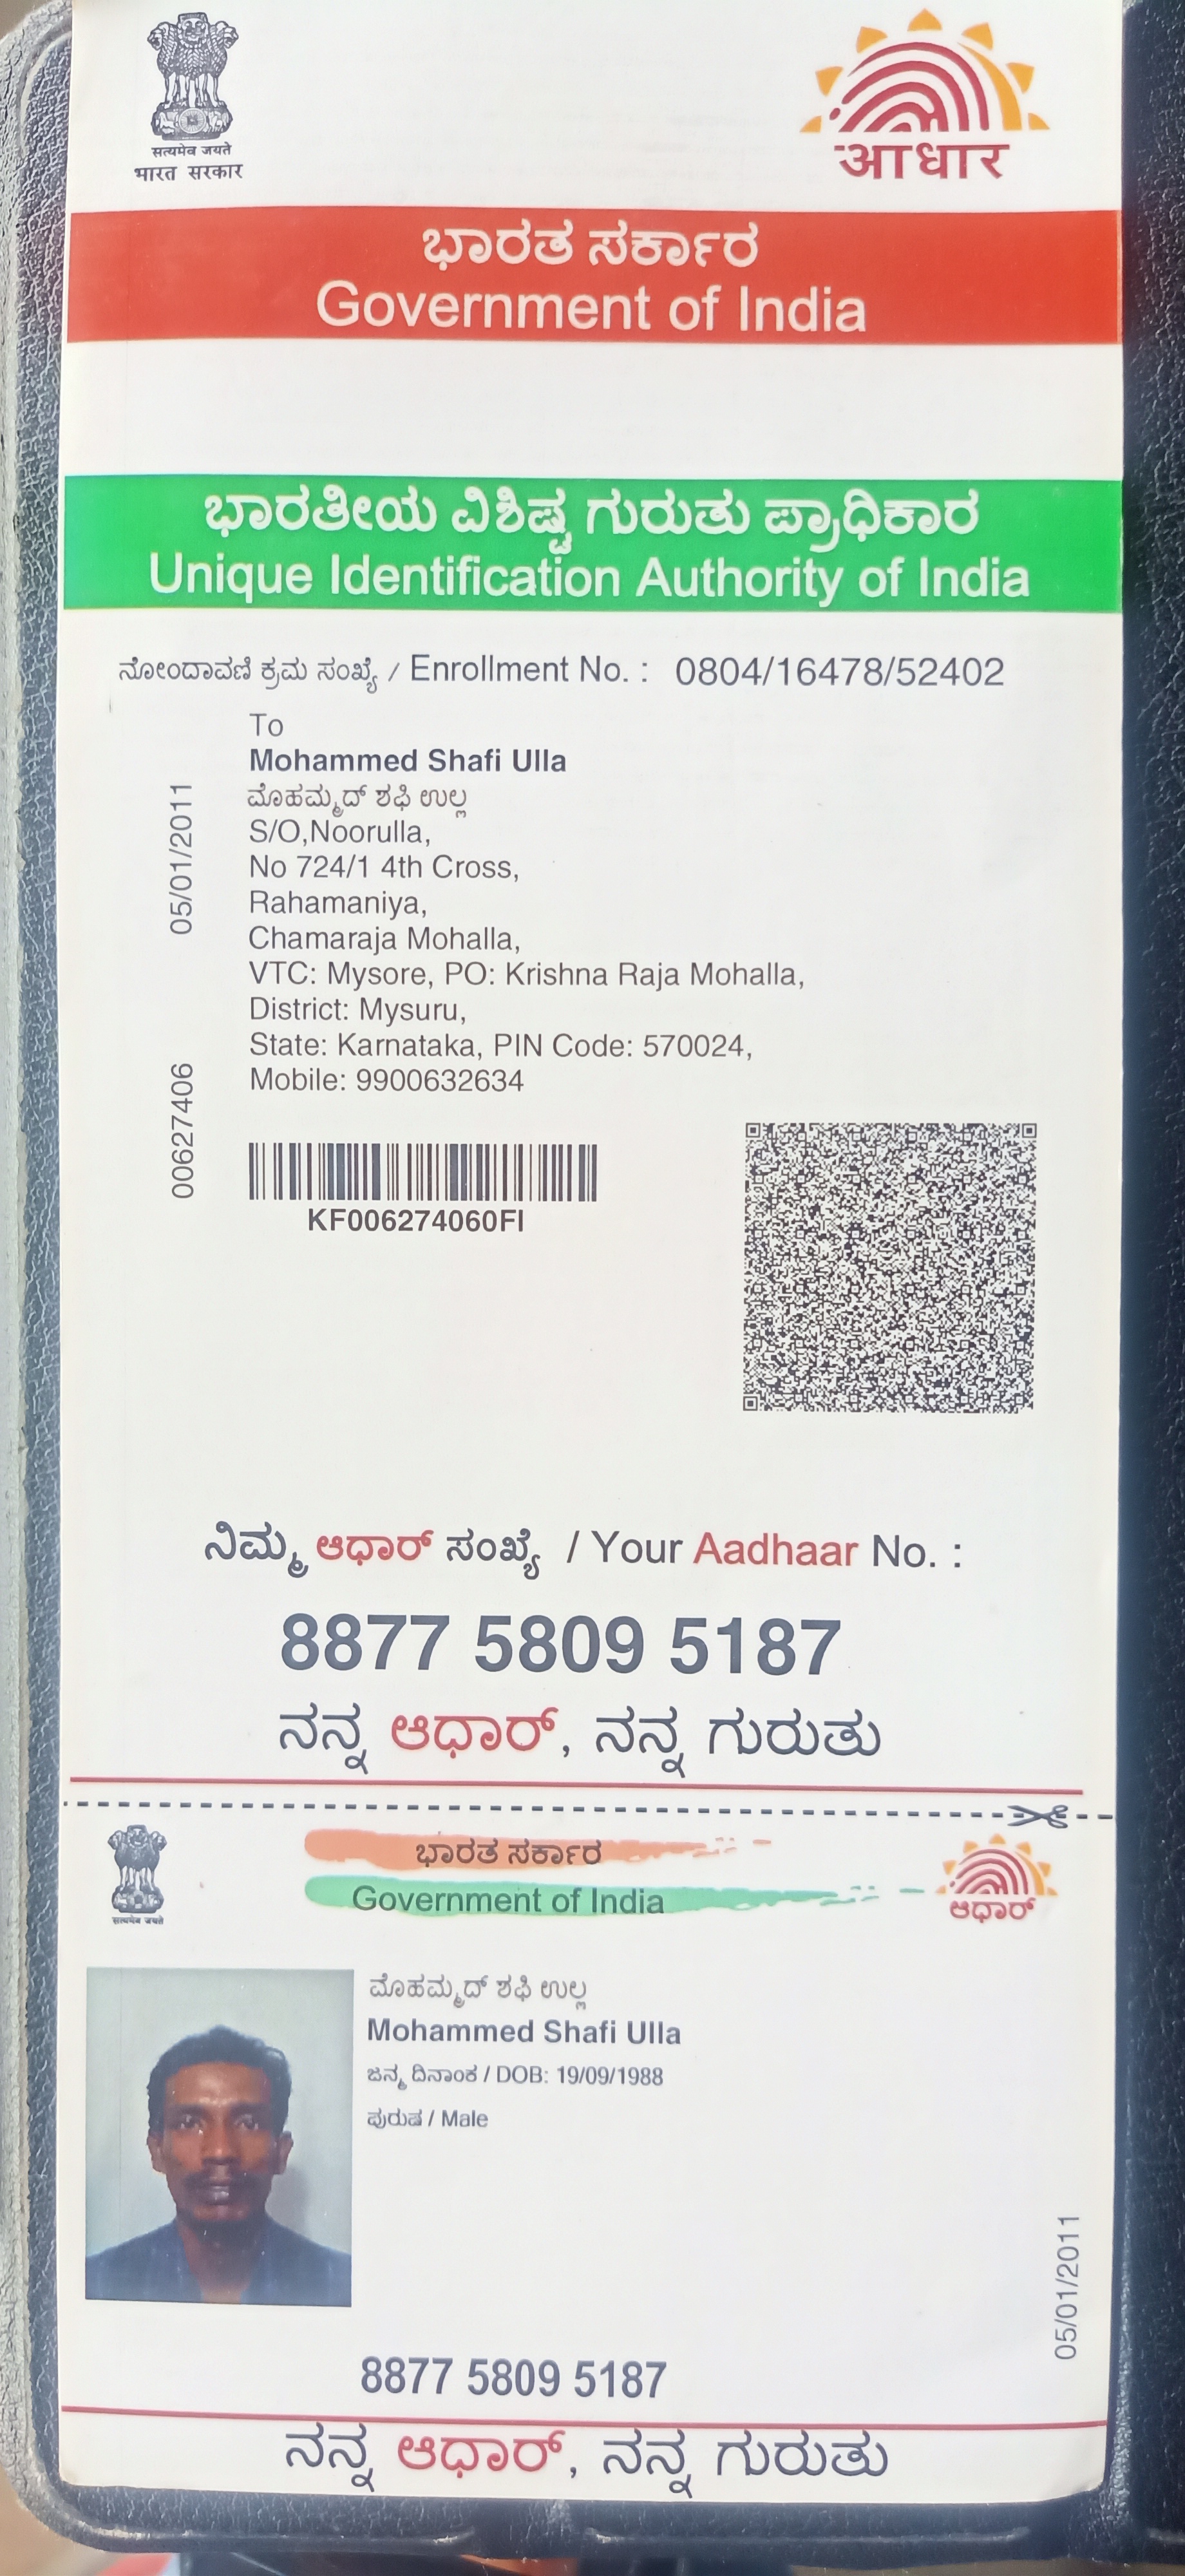 सत्यमेव जयते
भारत सरकार
आधार
ಭಾರತ ಸರ್ಕಾರ
Government of India
ಭಾರತೀಯ ವಿಶಿಷ್ಟ ಗುರುತು ಪ್ರಾಧಿಕಾರ
Unique Identification Authority of India
ನೋಂದಾವಣಿ ಕ್ರಮ ಸಂಖ್ಯೆ / Enrollment No. : 0804/16478/52402
To
Mohammed Shafi Ulla
ಮೊಹಮ್ಮದ್ ಶಫಿ ಉಲ್ಲ
S/O,Noorulla,
No 724/1 4th Cross,
Rahamaniya,
Chamaraja Mohalla,
VTC: Mysore, PO: Krishna Raja Mohalla,
District: Mysuru,
State: Karnataka, PIN Code: 570024,
Mobile: 9900632634
05/01/2011
00627406
KF006274060FI
ನಿಮ್ಮ ಆಧಾರ್ ಸಂಖ್ಯೆ / Your Aadhaar No. :
8877 5809 5187
ನನ್ನ ಆಧಾರ್, ನನ್ನ ಗುರುತು
सत्यमेव जयते
ಭಾರತ ಸರ್ಕಾರ
Government of India
ಆಧಾರ್
ಮೊಹಮ್ಮದ್ ಶಫಿ ಉಲ್ಲ
Mohammed Shafi Ulla
ಜನ್ಮ ದಿನಾಂಕ / DOB: 19/09/1988
ಪುರುಷ / Male
05/01/2011
8877 5809 5187
ನನ್ನ ಆಧಾರ್, ನನ್ನ ಗುರುತು